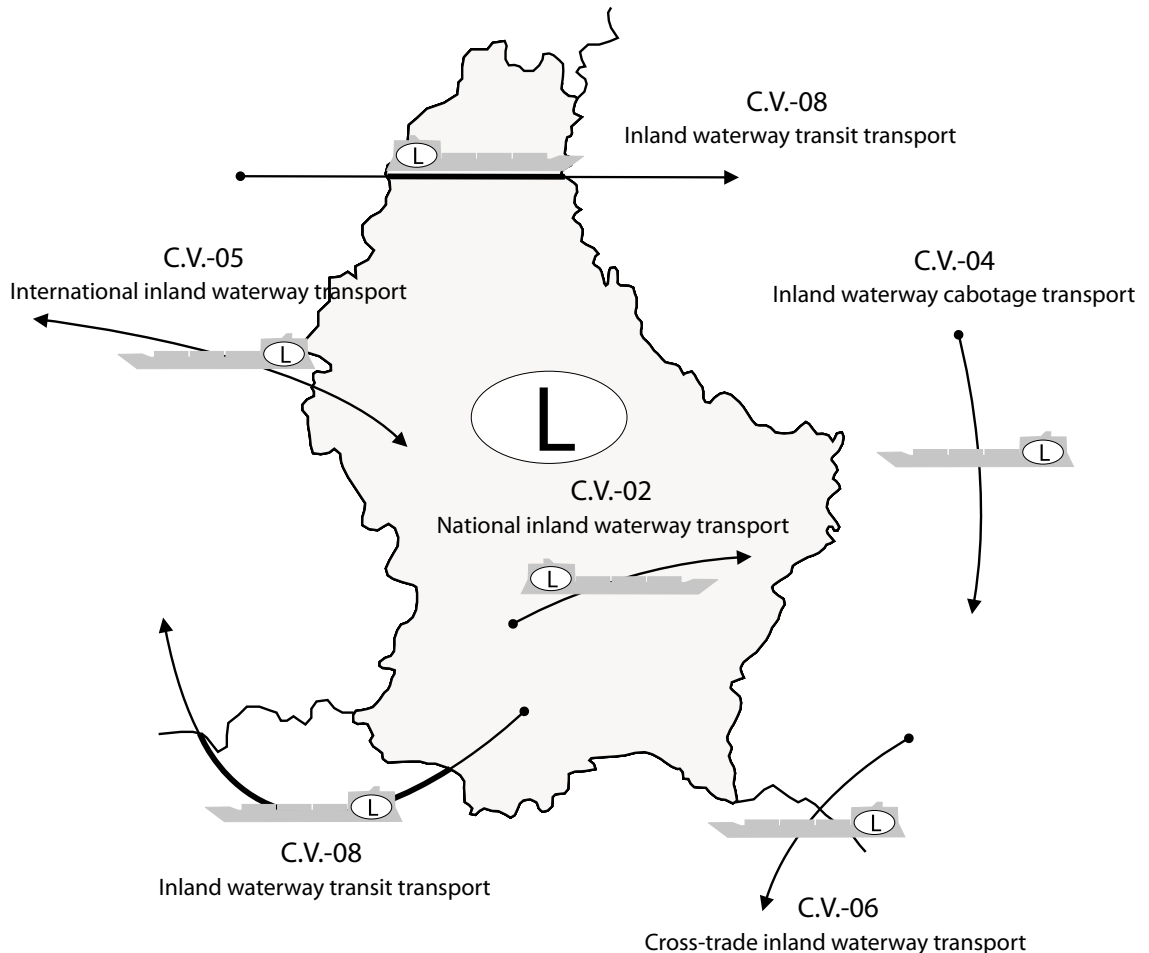 C.V.-08
Inland waterway transit transport
L
C.V.-05
International inland waterway transport
C.V.-04
Inland waterway cabotage transport
L
L
L
C.V.-02
National inland waterway transport
L
L
C.V.-08
Inland waterway transit transport
L
C.V.-06
Cross-trade inland waterway transport